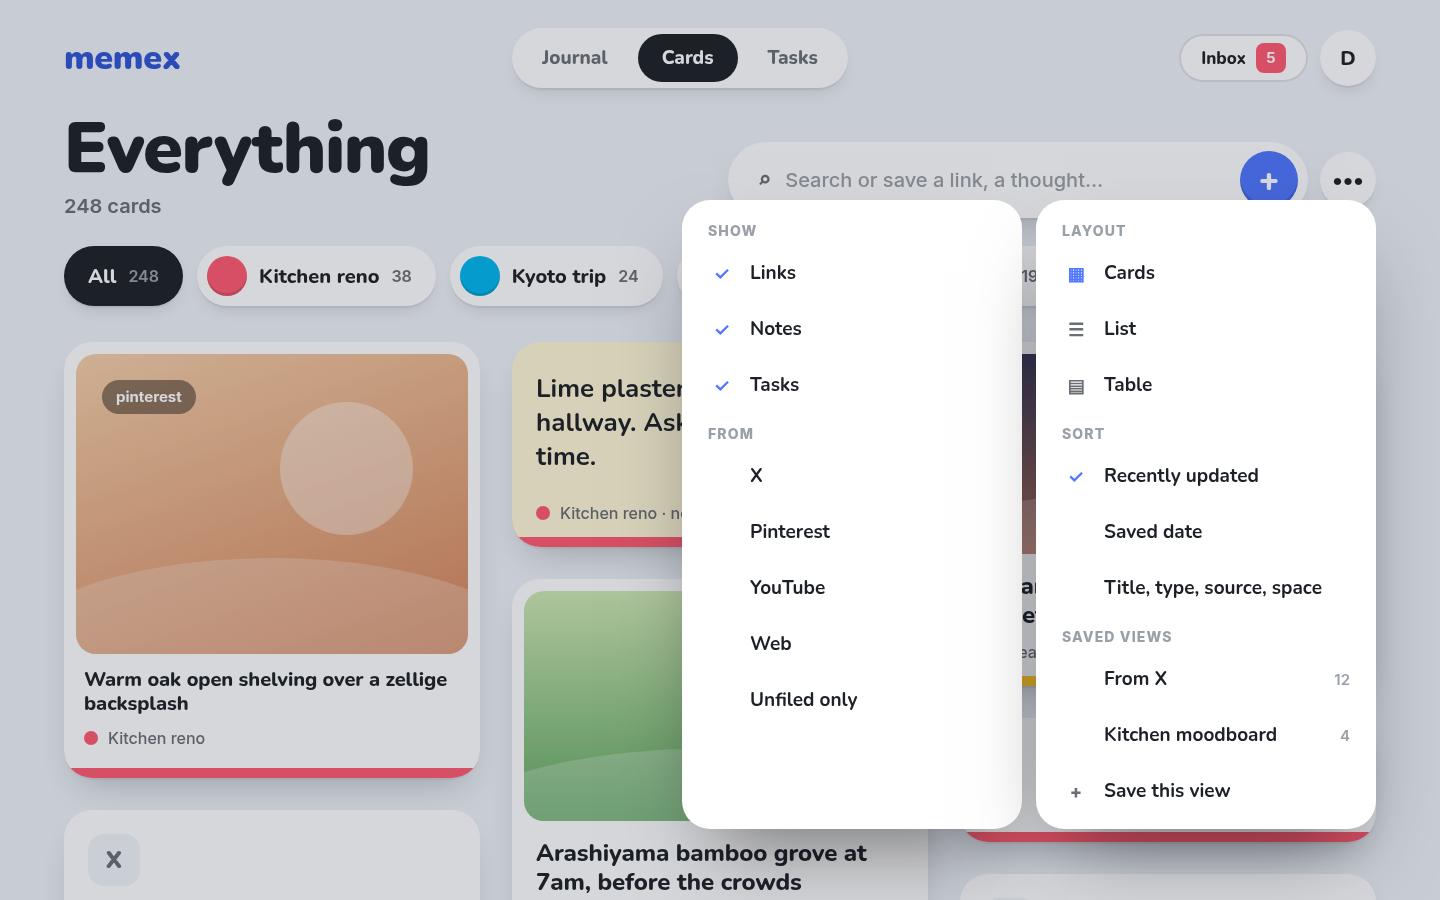 memex
Journal
Cards
Tasks
Inbox 5
D
Everything
248 cards
Search or save a link, a thought...
All 248
Kitchen reno 38
Kyoto trip 24
19
pinterest
Warm oak open shelving over a zellige
backsplash
Kitchen reno
X
Lime plaster
hallway. Ask
time.
Kitchen reno ·
Arashiyama bamboo grove at
7am, before the crowds
SHOW
Links
Notes
Tasks
FROM
X
Pinterest
YouTube
Web
Unfiled only
LAYOUT
Cards
List
Table
SORT
Recently updated
Saved date
Title, type, source, space
SAVED VIEWS
From X 12
Kitchen moodboard 4
+ Save this view